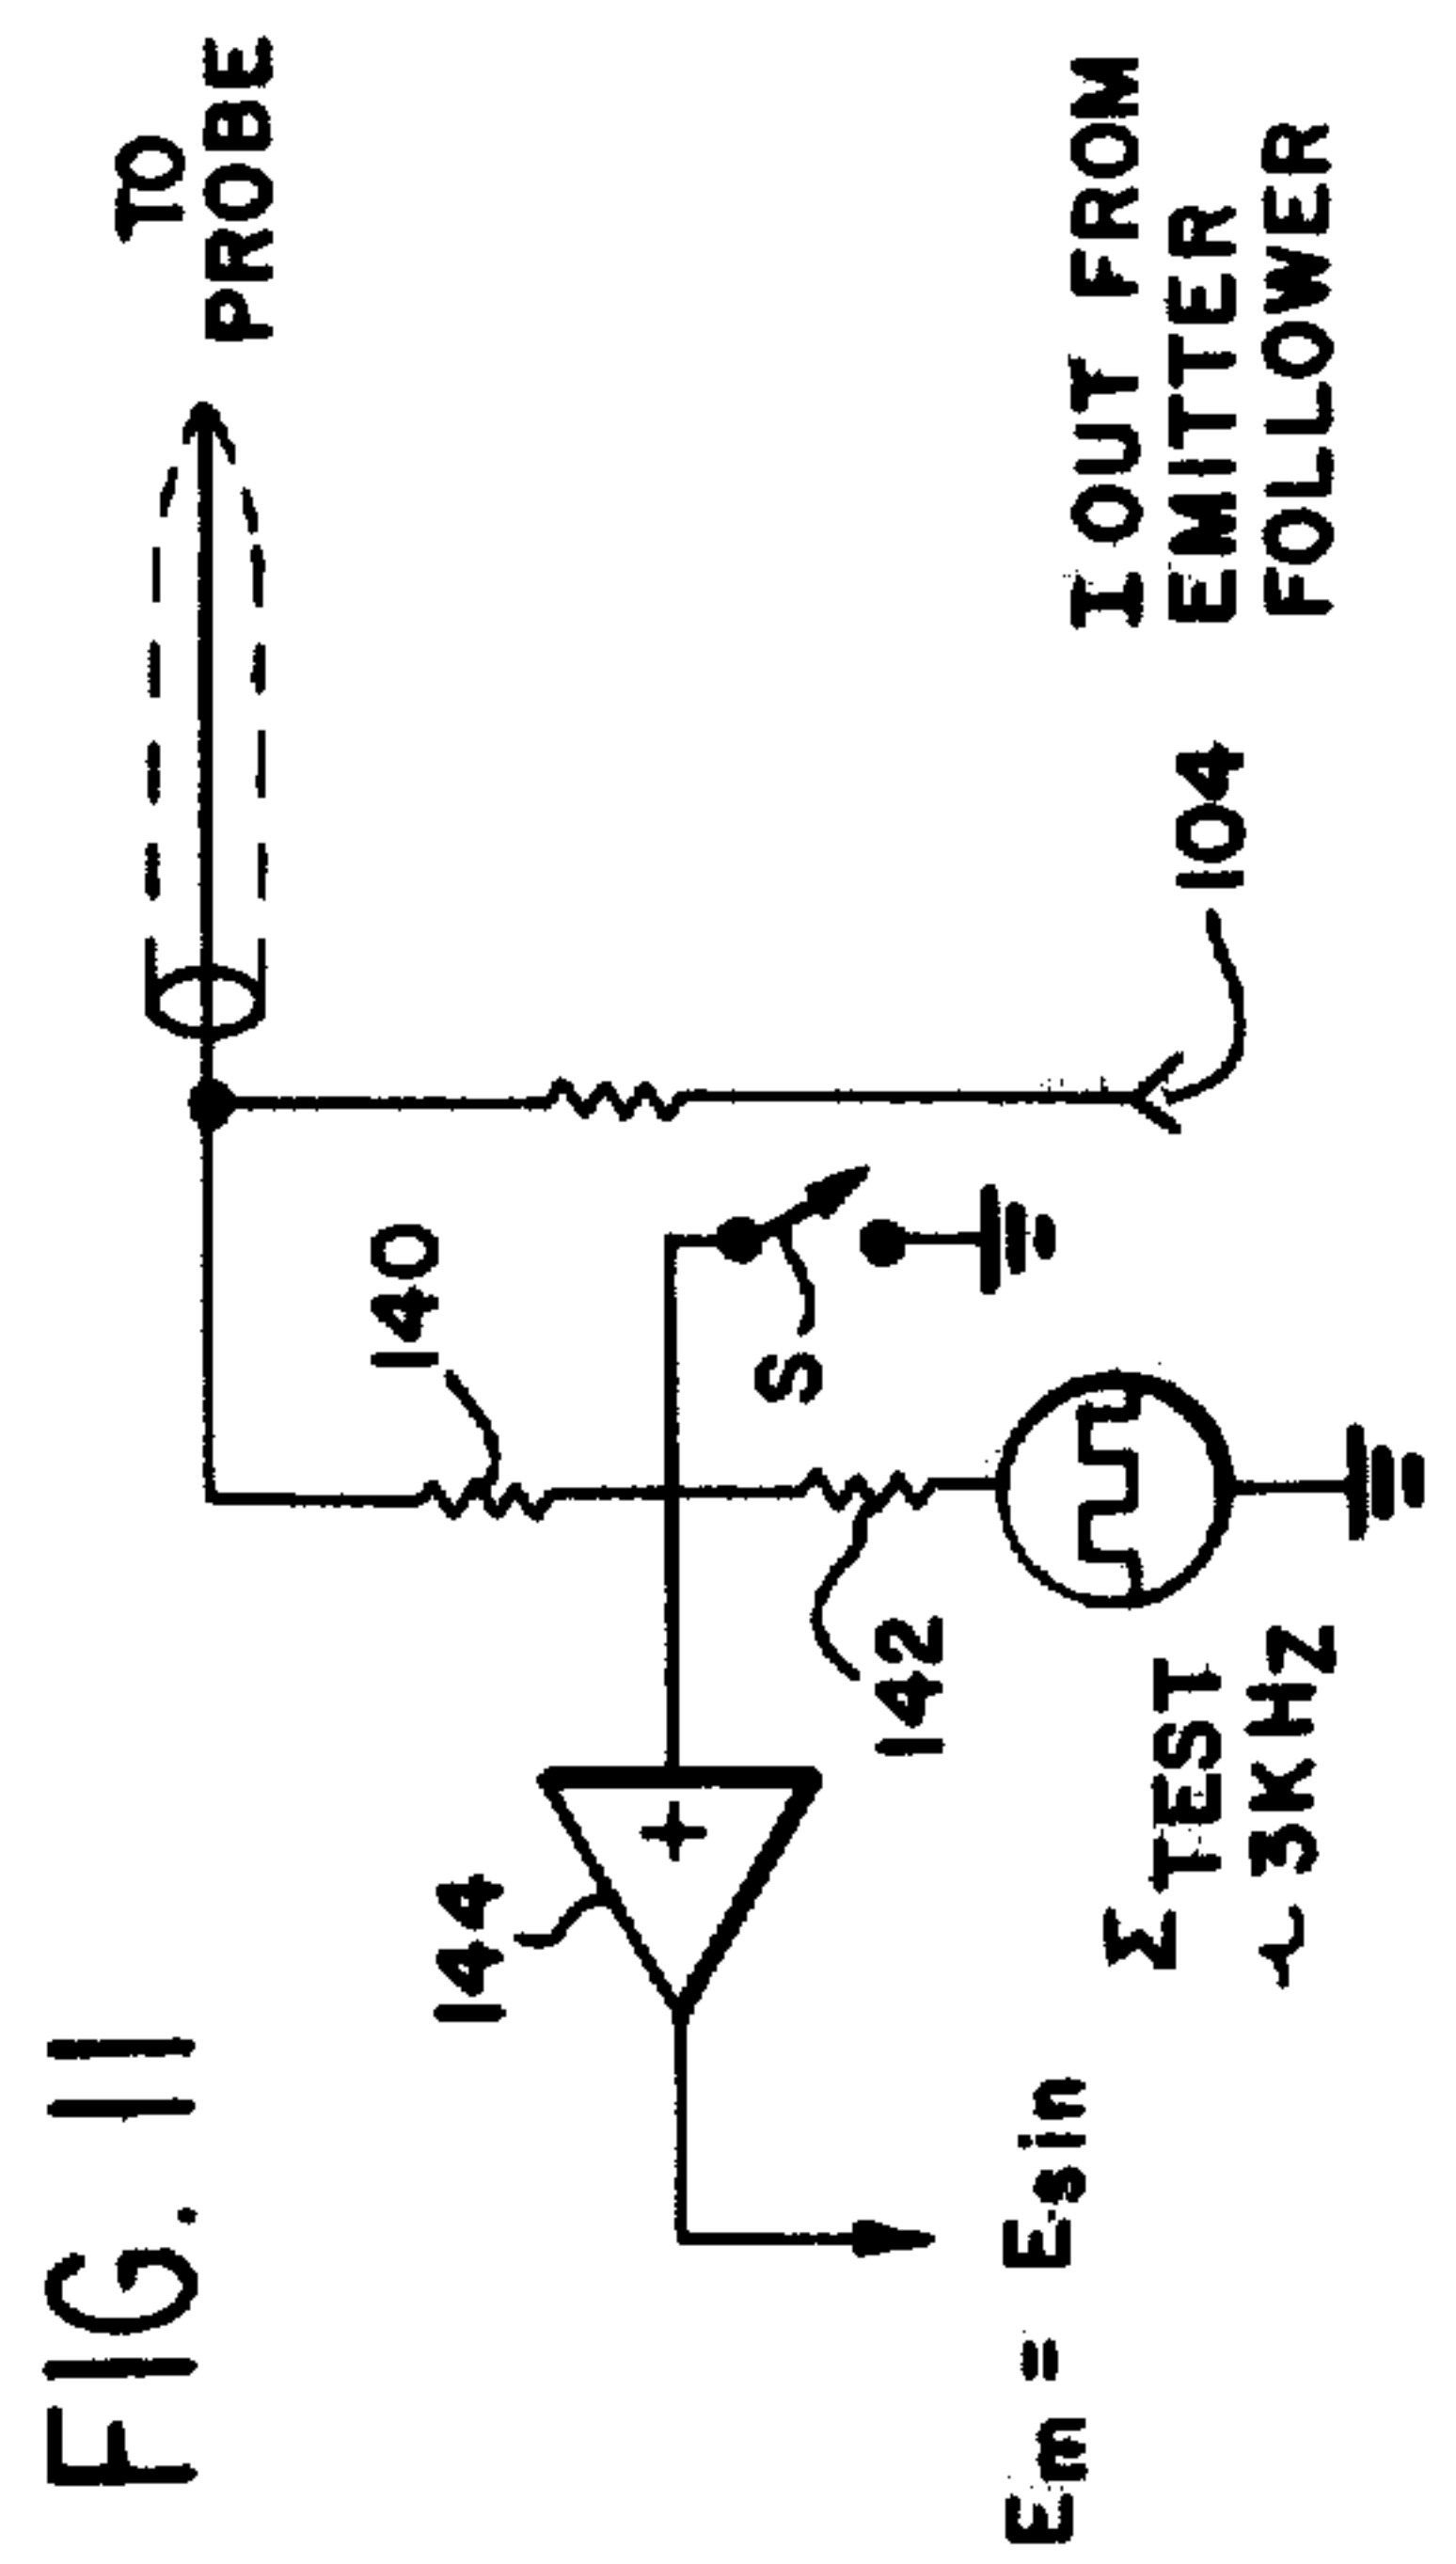 FIG. 11
TO
PROBE
140
144
S
142
104
I OUT FROM
EMITTER
FOLLOWER
Σ TEST
~ 3KHz
Em = Esin